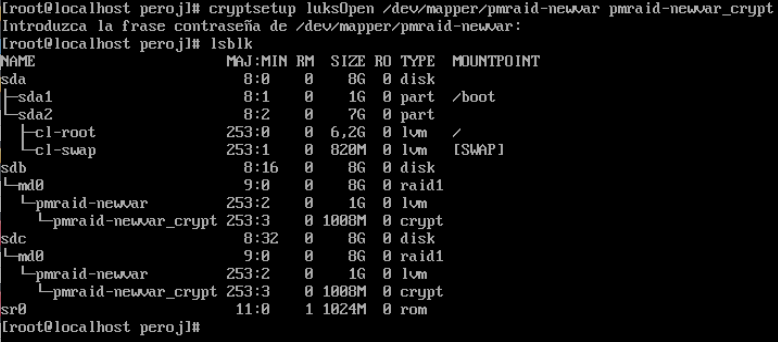 [root@localhost peroj]# cryptsetup luksOpen /dev/mapper/pmraid-newvar pmraid-newvar_crypt
Introduzca la frase contraseña de /dev/mapper/pmraid-newvar:
[root@localhost peroj]# lsblk
NAME                        MAJ:MIN RM  SIZE RO TYPE  MOUNTPOINT
sda                           8:0    0    8G  0 disk
├─sda1                        8:1    0    1G  0 part  /boot
└─sda2                        8:2    0    7G  0 part
  ├─cl-root                 253:0    0  6,2G  0 lvm   /
  └─cl-swap                 253:1    0  820M  0 lvm   [SWAP]
sdb                           8:16   0    8G  0 disk
└─md0                         9:0    0    8G  0 raid1
  └─pmraid-newvar           253:2    0    1G  0 lvm
    └─pmraid-newvar_crypt 253:3    0 1008M  0 crypt
sdc                           8:32   0    8G  0 disk
└─md0                         9:0    0    8G  0 raid1
  └─pmraid-newvar           253:2    0    1G  0 lvm
    └─pmraid-newvar_crypt 253:3    0 1008M  0 crypt
sr0                          11:0    1 1024M  0 rom
[root@localhost peroj]#